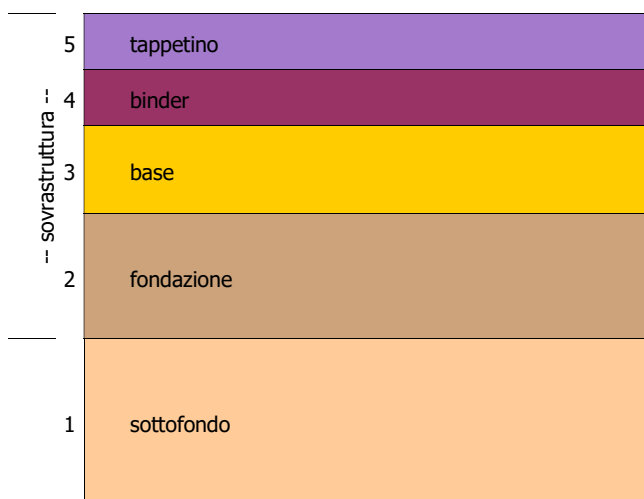 5 tappetino
4 binder
3 base
-- sovrastruttura --
2 fondazione
1 sottofondo